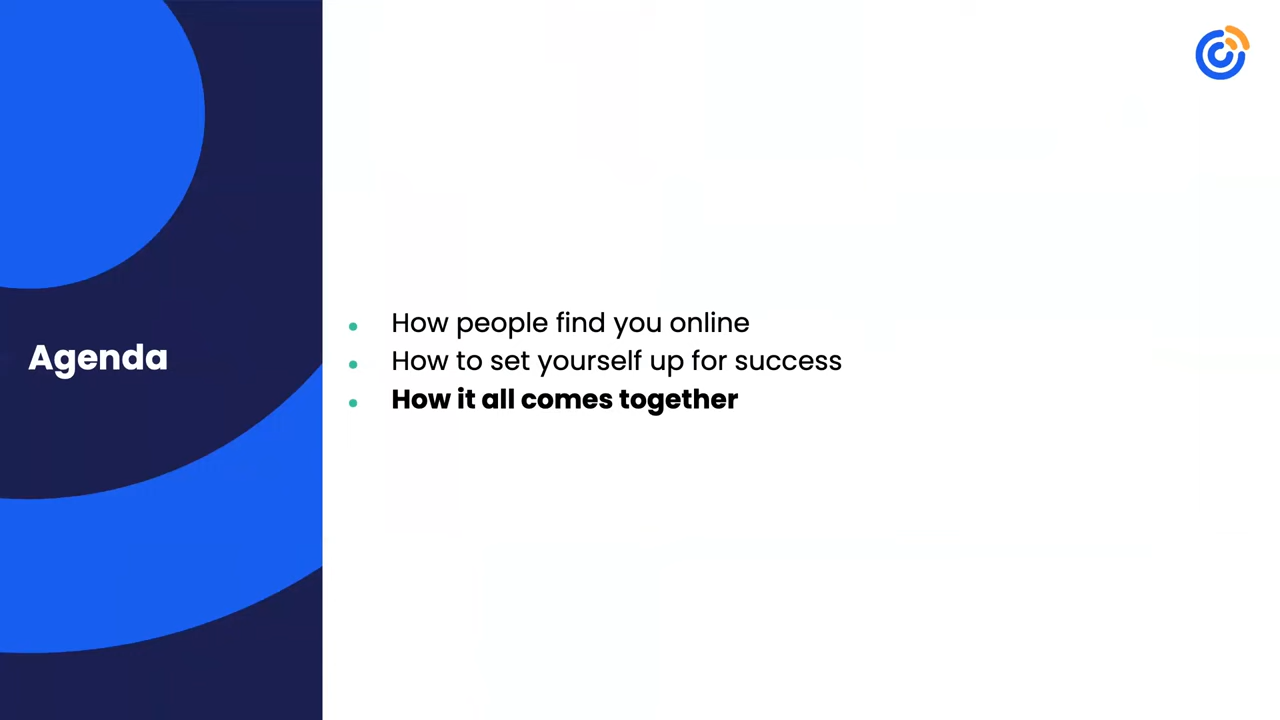 Agenda
How people find you online
How to set yourself up for success
How it all comes together